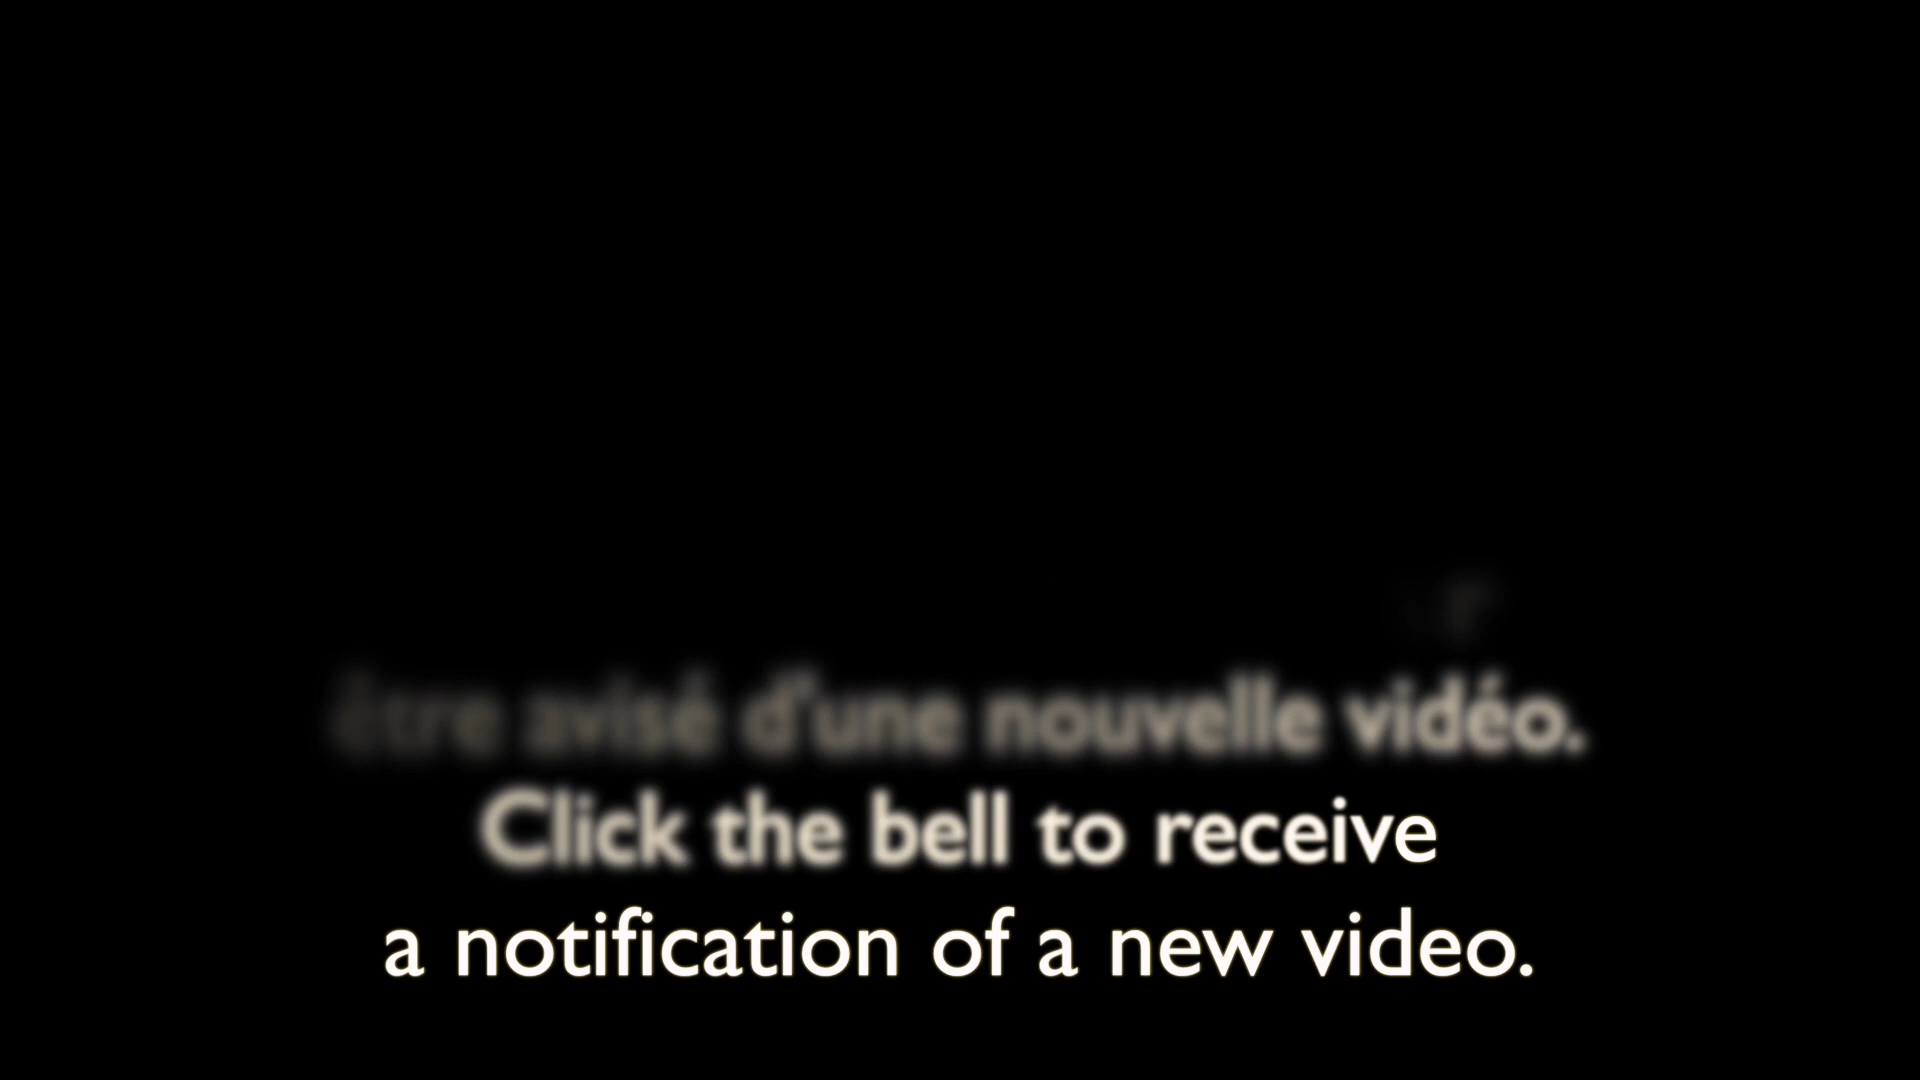 être avisé d'une nouvelle vidéo.
Click the bell to receive
a notification of a new video.